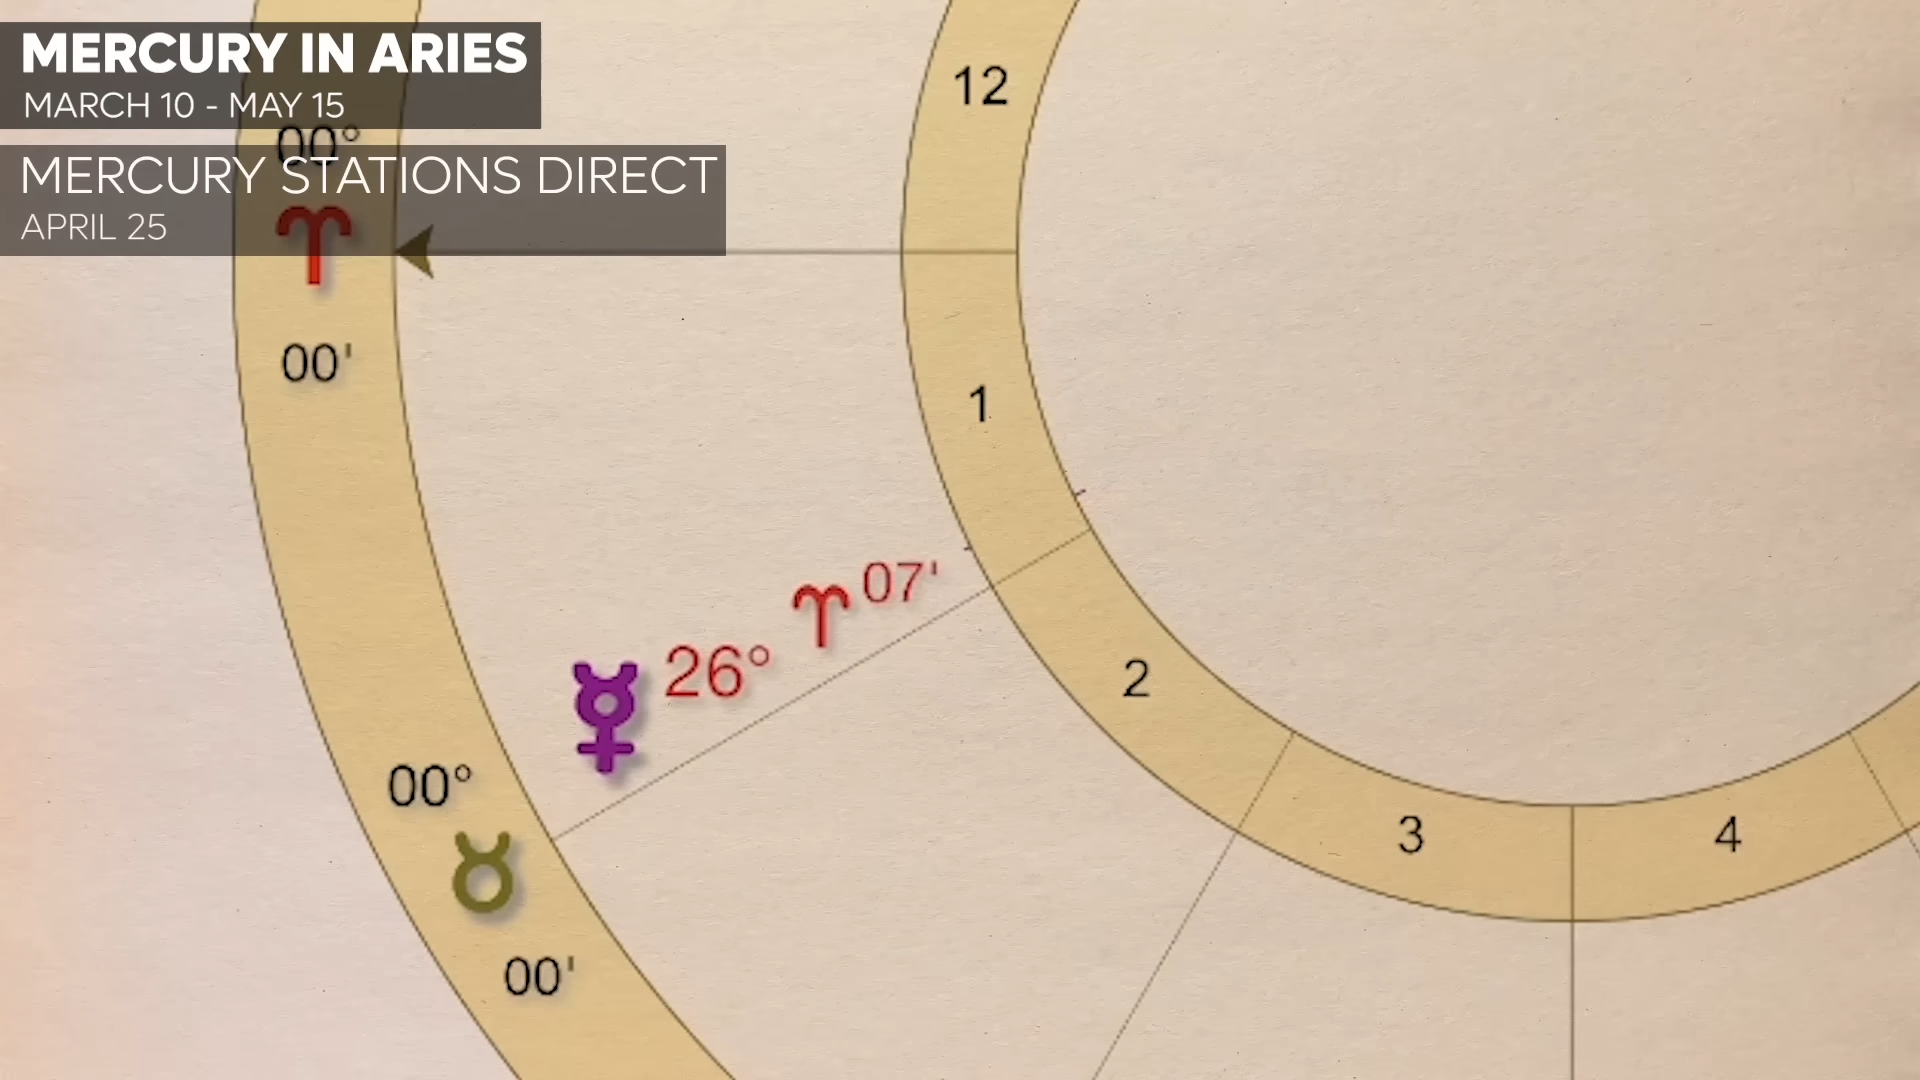 MERCURY IN ARIES
MARCH 10 - MAY 15
00°
MERCURY STATIONS DIRECT
APRIL 25
♈
00'
12
1
☿ 26° ♈ 07'
2
00°
♉
00'
3
4